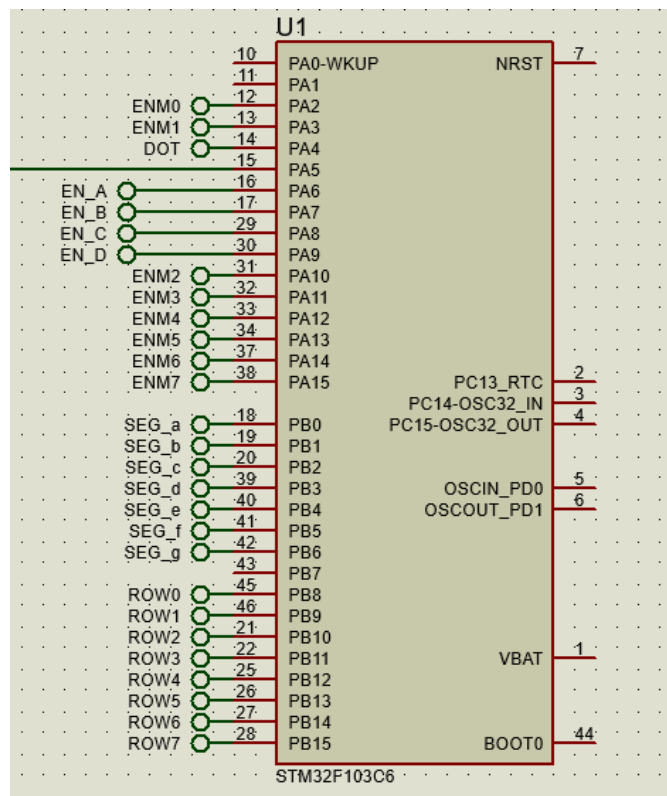 U1
10 PA0-WKUP NRST 7
11 PA1
ENM0 12 PA2
ENM1 13 PA3
DOT 14 PA4
15 PA5
EN_A 16 PA6
EN_B 17 PA7
EN_C 29 PA8
EN_D 30 PA9
ENM2 31 PA10
ENM3 32 PA11
ENM4 33 PA12
ENM5 34 PA13
ENM6 37 PA14
ENM7 38 PA15 PC13_RTC 2
PC14-OSC32_IN 3
SEG_a 18 PB0 PC15-OSC32_OUT 4
SEG_b 19 PB1
SEG_c 20 PB2
SEG_d 39 PB3 OSCIN_PD0 5
SEG_e 40 PB4 OSCOUT_PD1 6
SEG_f 41 PB5
SEG_g 42 PB6
43 PB7
ROW0 45 PB8
ROW1 46 PB9
ROW2 21 PB10
ROW3 22 PB11 VBAT 1
ROW4 25 PB12
ROW5 26 PB13
ROW6 27 PB14
ROW7 28 PB15 BOOT0 44
STM32F103C6